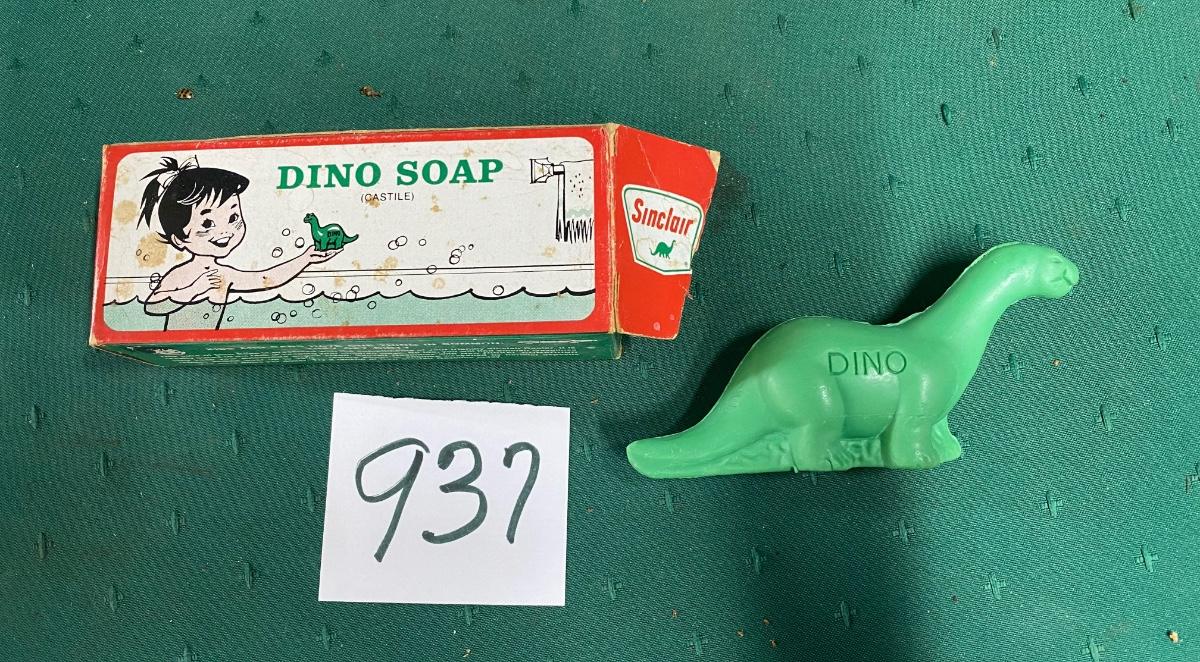 DINO SOAP
(CASTILE)
DINO
Sinclair
DINO
937